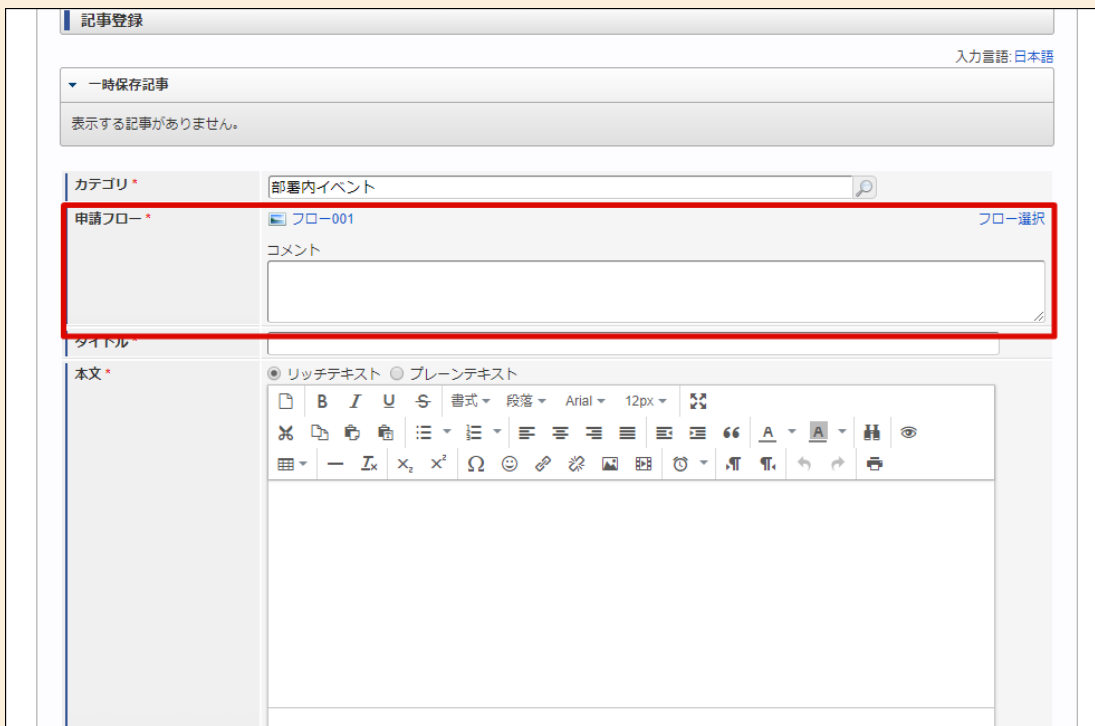 記事登録
入力言語:日本語
一時保存記事
表示する記事がありません。
カテゴリ *
部署内イベント
申請フロー *
フロー001
フロー選択
コメント
タイトル *
本文 *
リッチテキスト プレーンテキスト
書式 段落 Arial 12px